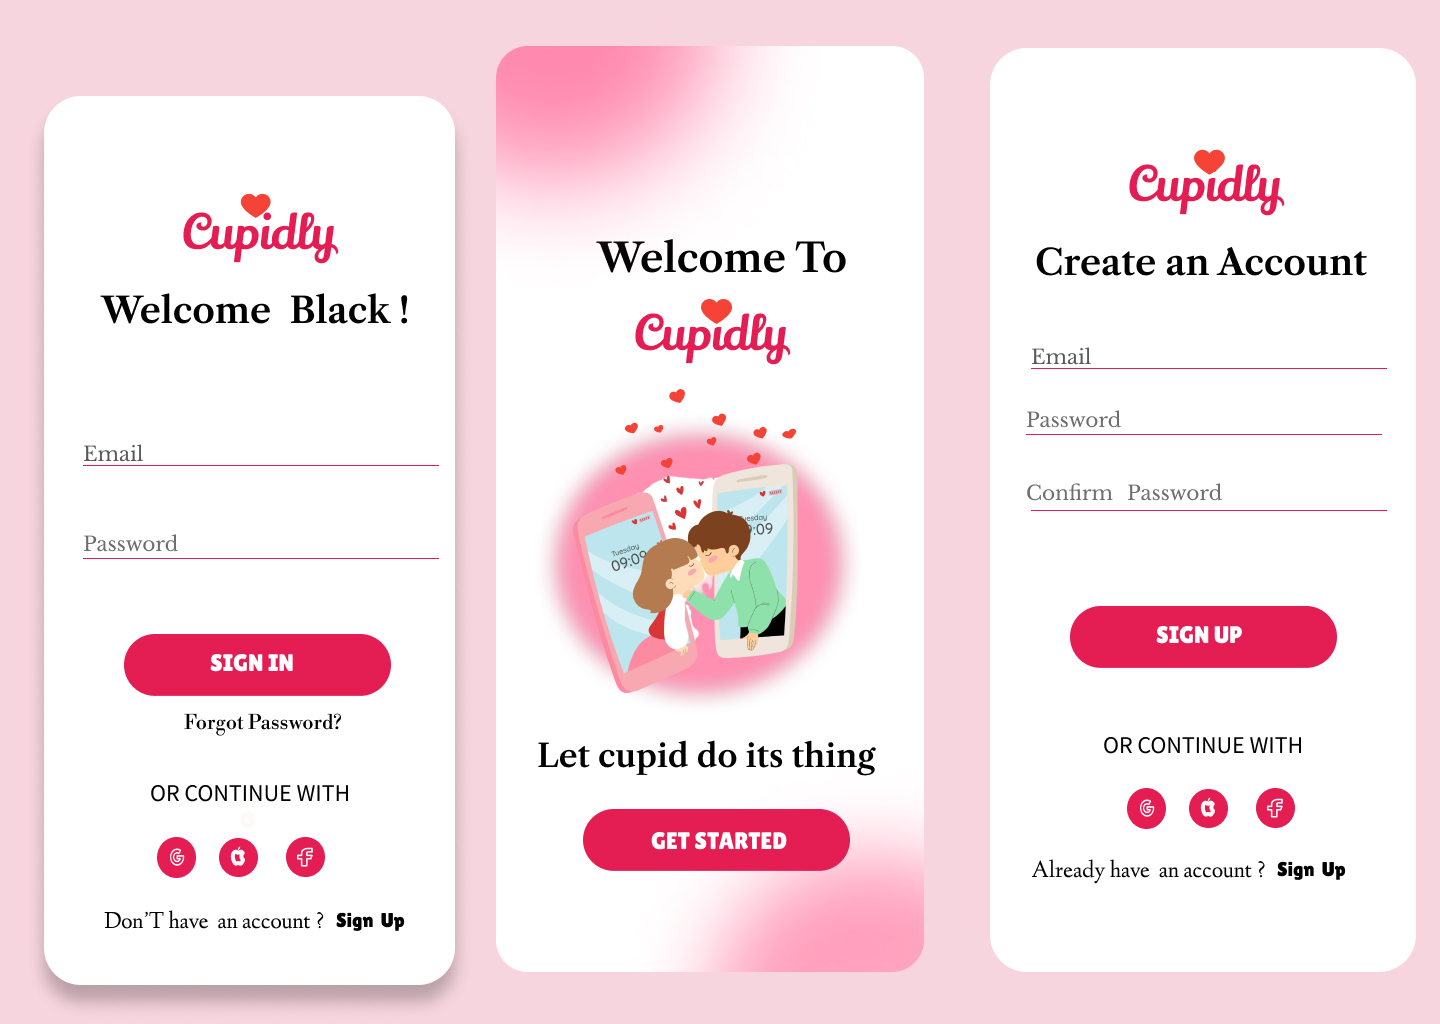 Cupidly
Welcome Black !
Email
Password
SIGN IN
Forgot Password?
OR CONTINUE WITH
G f
Don'T have an account ? Sign Up
Welcome To
Cupidly
Tuesday
09:09
Tuesday
Let cupid do its thing
GET STARTED
Cupidly
Create an Account
Email
Password
Confirm Password
SIGN UP
OR CONTINUE WITH
G f
Already have an account ? Sign Up